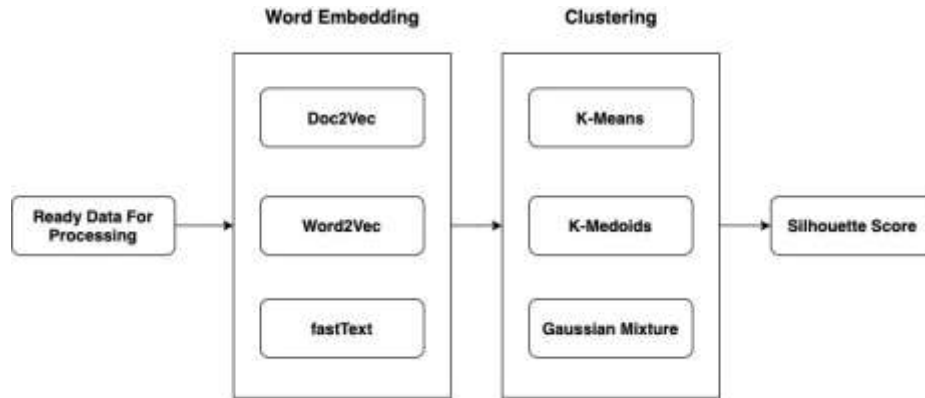 Word Embedding
Clustering
Doc2Vec
K-Means
Ready Data For
Processing
Word2Vec
K-Medoids
Silhouette Score
fastText
Gaussian Mixture